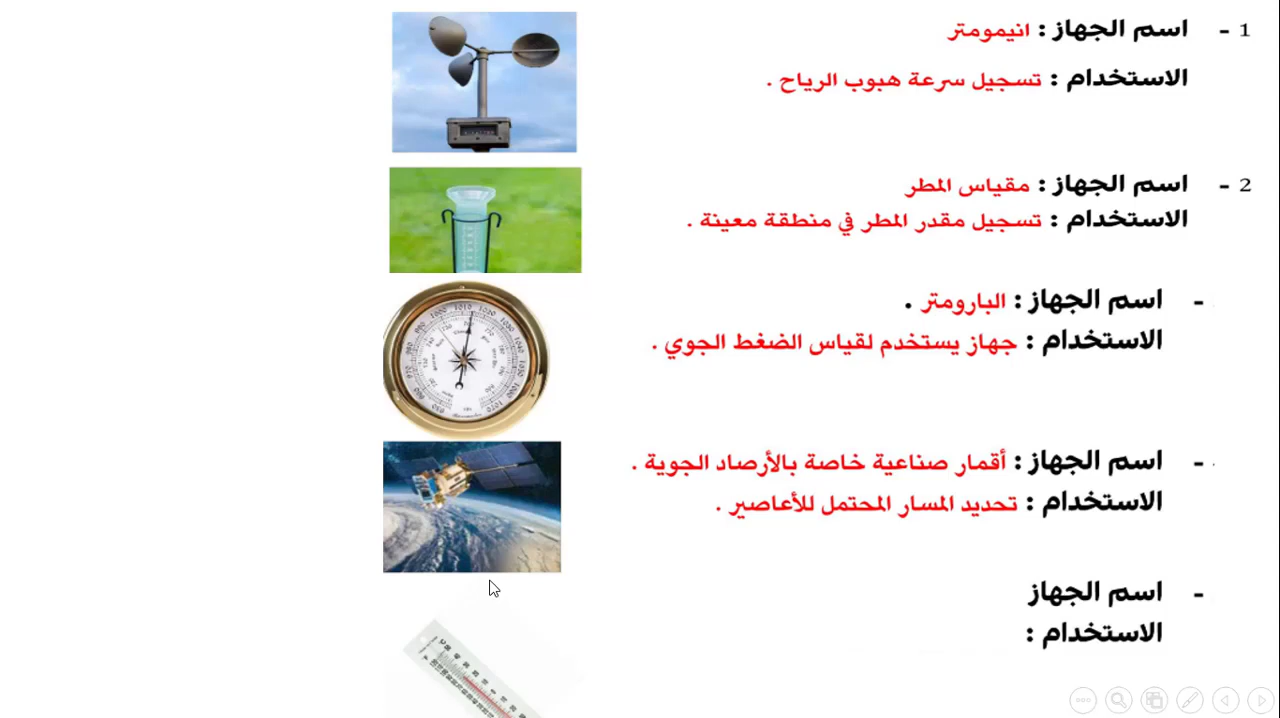 1 - اسم الجهاز : انيمومتر
الاستخدام : تسجيل سرعة هبوب الرياح .
2 - اسم الجهاز : مقياس المطر
الاستخدام : تسجيل مقدر المطر في منطقة معينة .
- اسم الجهاز : البارومتر .
الاستخدام : جهاز يستخدم لقياس الضغط الجوي .
- اسم الجهاز : أقمار صناعية خاصة بالأرصاد الجوية .
الاستخدام : تحديد المسار المحتمل للأعاصير .
- اسم الجهاز
الاستخدام :